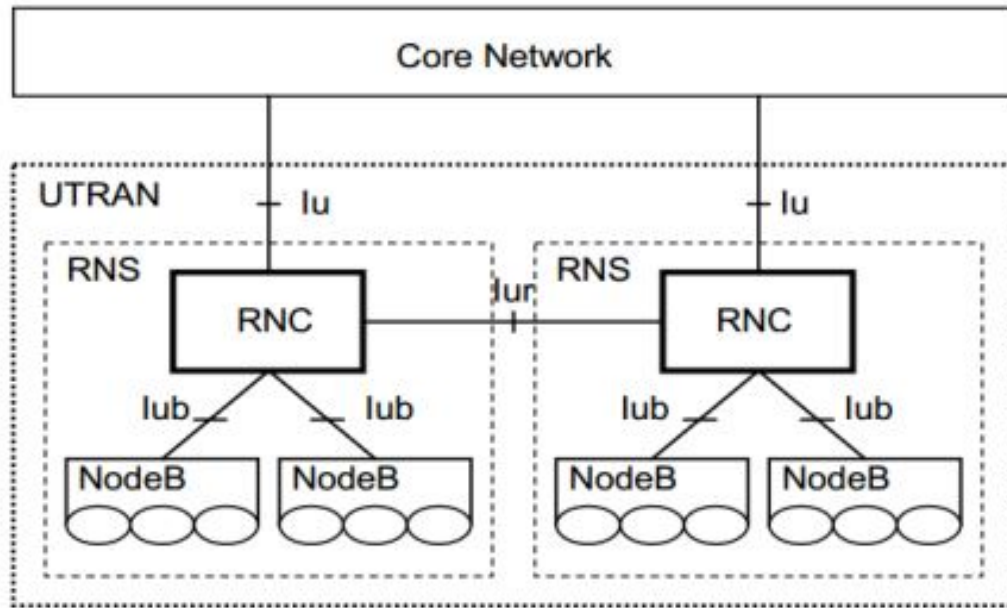 Core Network
UTRAN
Iu
Iu
RNS
RNS
Iur
RNC
RNC
Iub
Iub
Iub
Iub
NodeB
NodeB
NodeB
NodeB